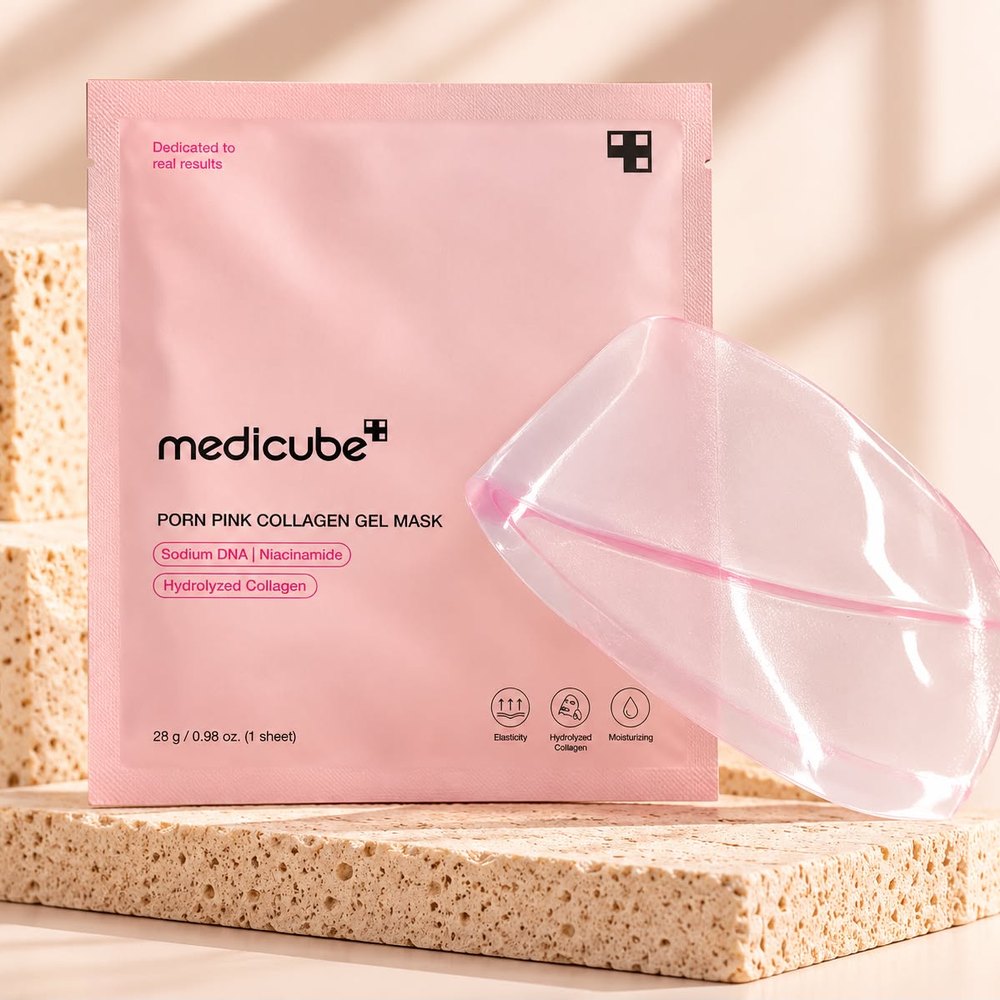 Dedicated to
real results
medicube
PORN PINK COLLAGEN GEL MASK
Sodium DNA | Niacinamide
Hydrolyzed Collagen
28 g / 0.98 oz. (1 sheet)
Elasticity
Hydrolyzed
Collagen
Moisturizing